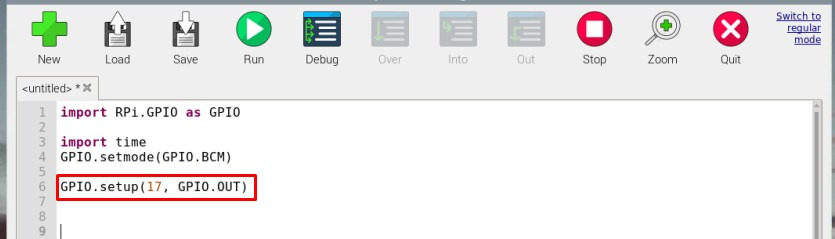 New Load Save Run Debug Over Into Out Stop Zoom Quit
Switch to
regular
mode
<untitled> *
1 import RPi.GPIO as GPIO
2
3 import time
4 GPIO.setmode(GPIO.BCM)
5
6 GPIO.setup(17, GPIO.OUT)
7
8
9